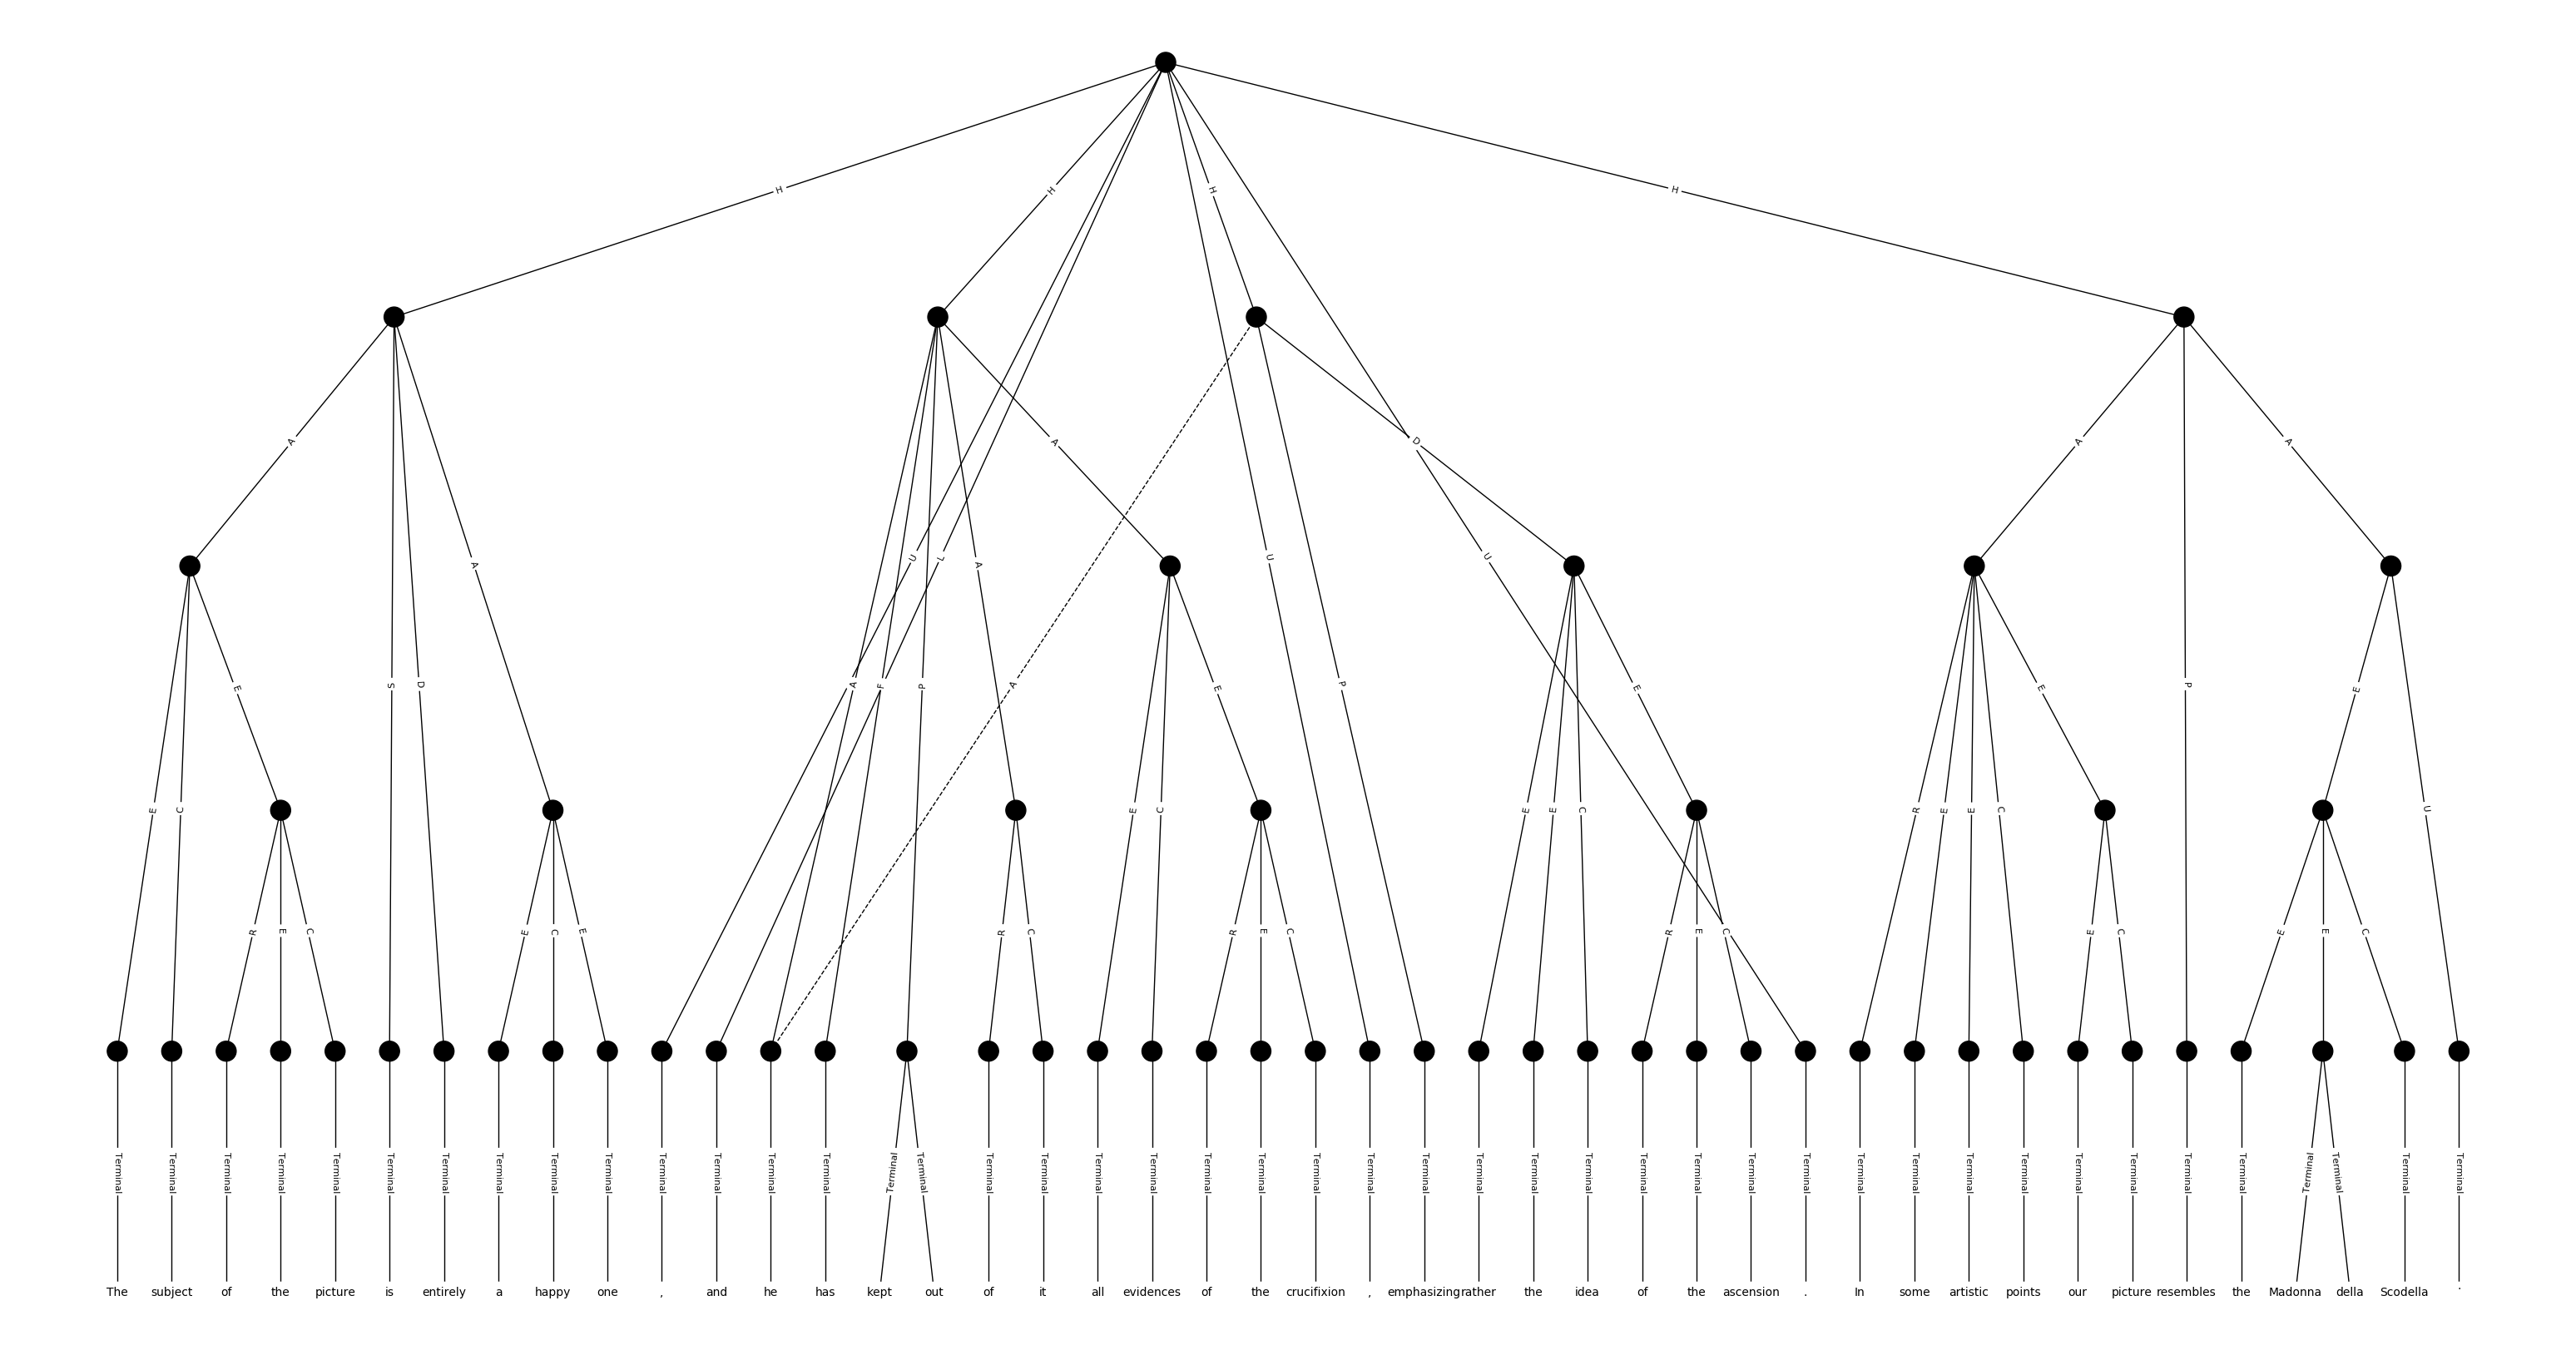 H H H H
A A D A A
U L U U
S D A A F P A A P E P E
E E
E C E C E E C R E E C E U
R E C E C E R C R E C R E C E C E E C
Terminal Terminal Terminal Terminal Terminal Terminal Terminal Terminal Terminal Terminal Terminal Terminal Terminal Terminal Terminal Terminal Terminal Terminal Terminal Terminal Terminal Terminal Terminal Terminal Terminal Terminal Terminal Terminal Terminal Terminal Terminal Terminal Terminal Terminal Terminal Terminal Terminal Terminal Terminal Terminal Terminal Terminal Terminal Terminal
The subject of the picture is entirely a happy one , and he has kept out of it all evidences of the crucifixion , emphasizing rather the idea of the ascension . In some artistic points our picture resembles the Madonna della Scodella .